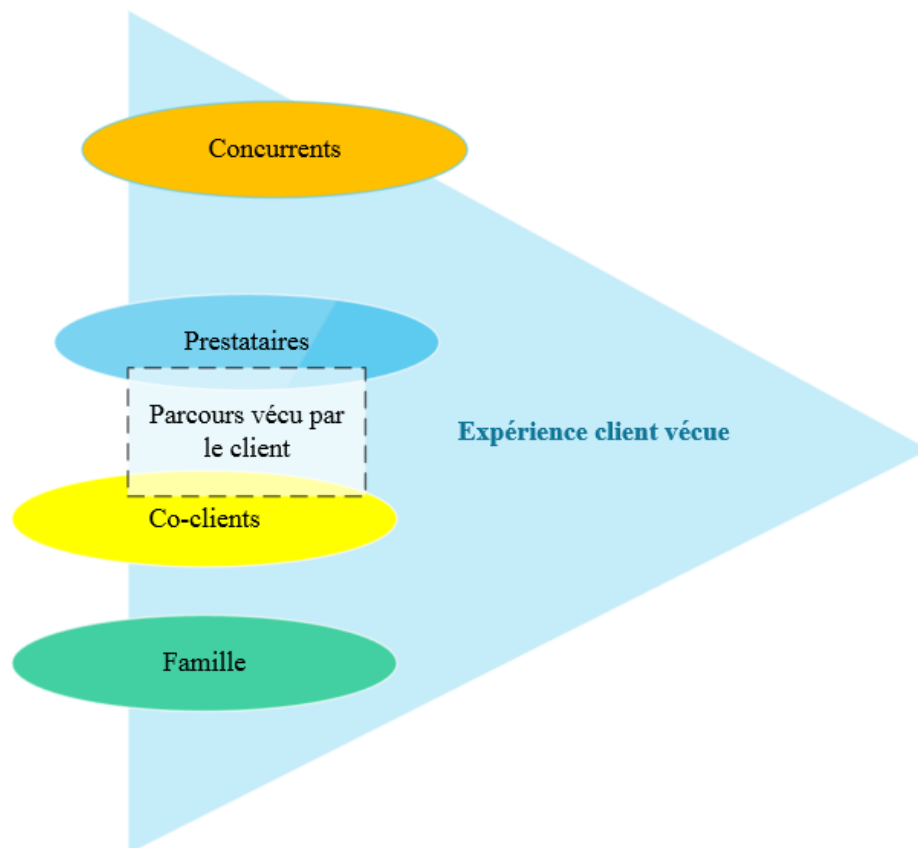 Concurrents
Prestataires
Parcours vécu par
le client
Expérience client vécue
Co-clients
Famille